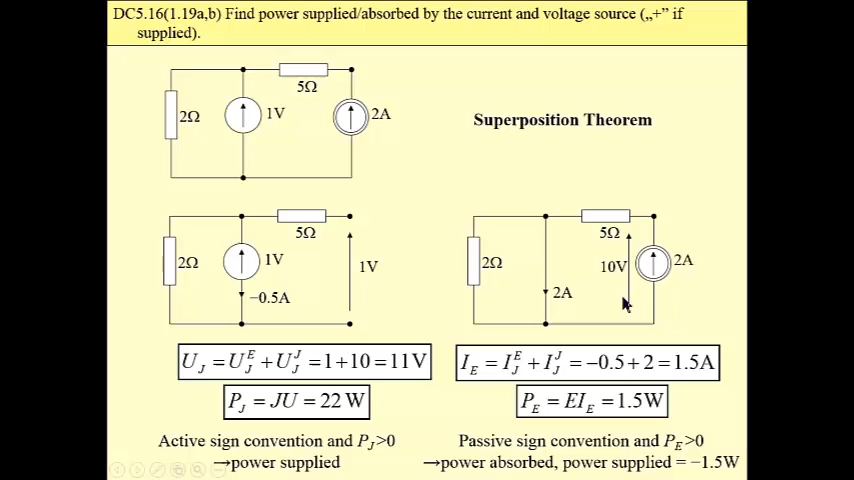 DC5.16(1.19a,b) Find power supplied/absorbed by the current and voltage source („+” if
supplied).
5Ω
2Ω
1V
2A
Superposition Theorem
5Ω
2Ω
1V
1V
−0.5A
5Ω
2Ω
10V
2A
2A
U_J = U_J^E + U_J^J = 1+10 = 11V
I_E = I_J^E + I_J^J = −0.5+2 = 1.5A
P_J = JU = 22 W
P_E = EI_E = 1.5W
Active sign convention and P_J>0
→power supplied
Passive sign convention and P_E>0
→power absorbed, power supplied = −1.5W